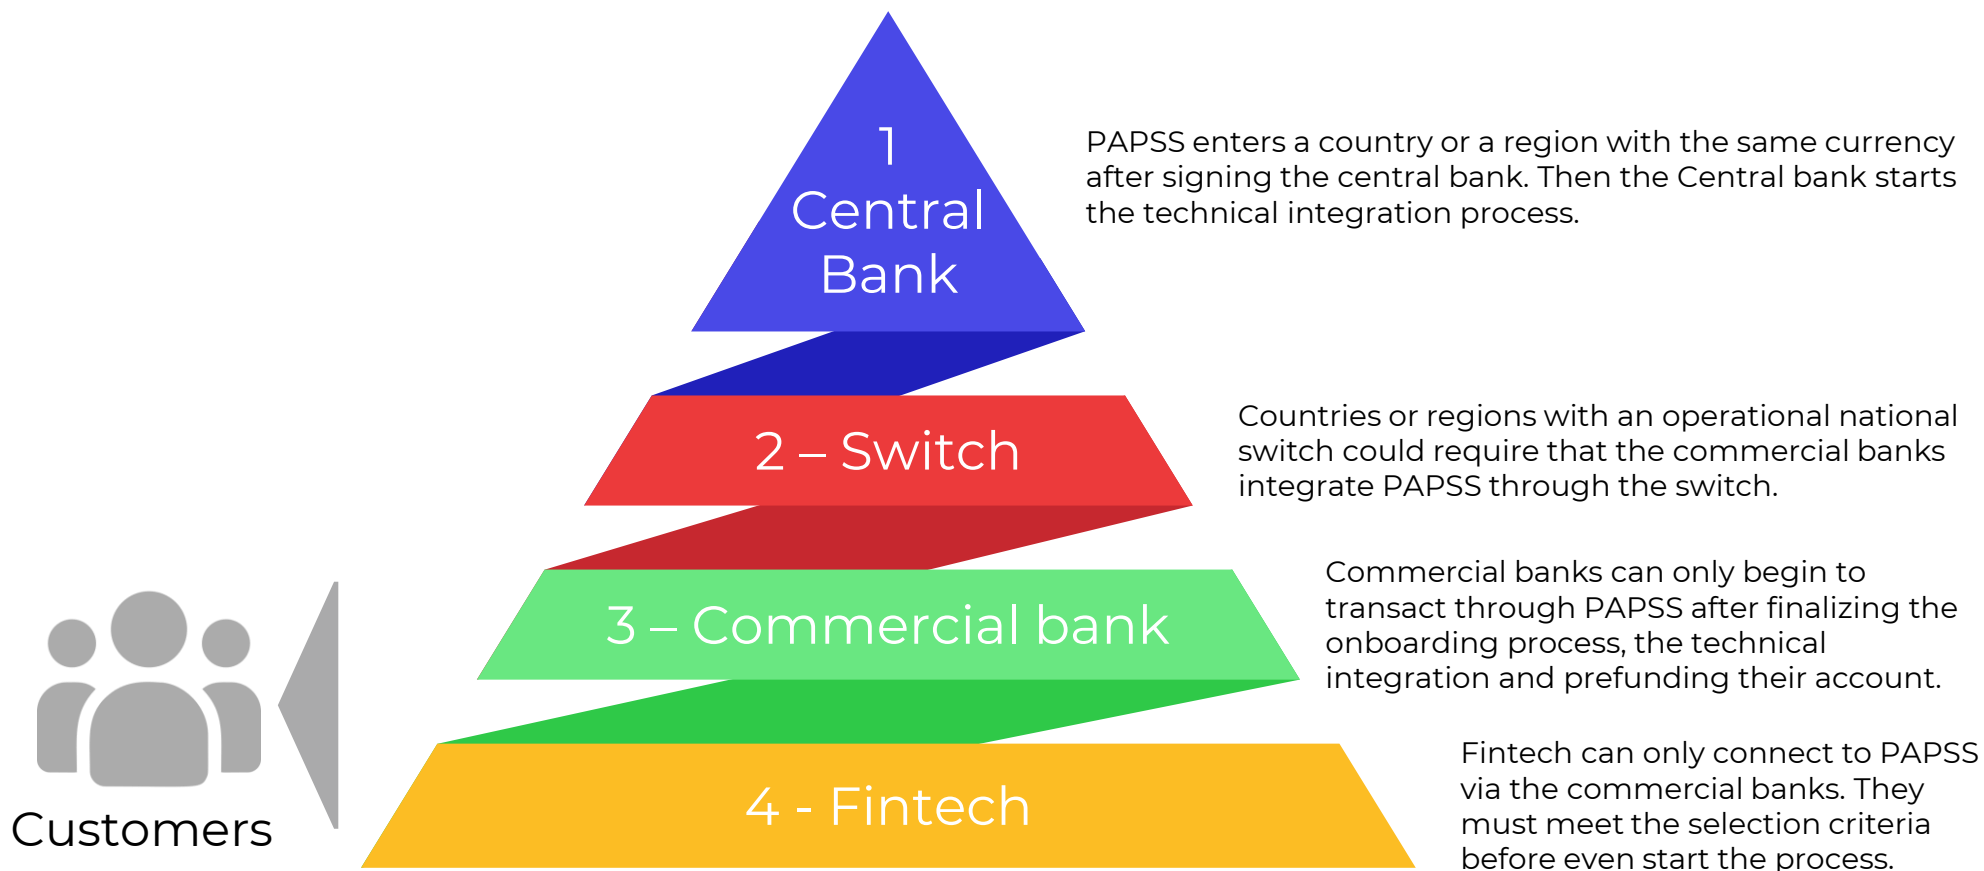 1
Central
Bank
PAPSS enters a country or a region with the same currency
after signing the central bank. Then the Central bank starts
the technical integration process.
2 – Switch
Countries or regions with an operational national
switch could require that the commercial banks
integrate PAPSS through the switch.
3 – Commercial bank
Commercial banks can only begin to
transact through PAPSS after finalizing the
onboarding process, the technical
integration and prefunding their account.
4 - Fintech
Fintech can only connect to PAPSS
via the commercial banks. They
must meet the selection criteria
before even start the process.
Customers